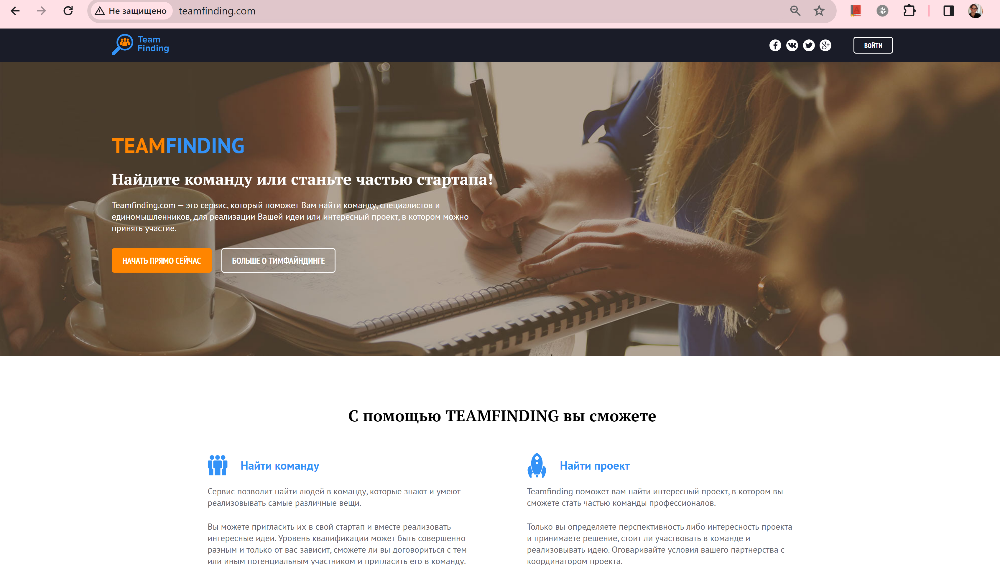 Не защищено teamfinding.com
Team
Finding
ВОЙТИ
TEAMFINDING
Найдите команду или станьте частью стартапа!
Teamfinding.com — это сервис, который поможет Вам найти команду, специалистов и
единомышленников, для реализации Вашей идеи или интересный проект, в котором можно
принять участие.
НАЧАТЬ ПРЯМО СЕЙЧАС
БОЛЬШЕ О ТИМФАЙНДИНГЕ
С помощью TEAMFINDING вы сможете
Найти команду
Сервис позволит найти людей в команду, которые знают и умеют
реализовывать самые различные вещи.
Вы можете пригласить их в свой стартап и вместе реализовать
интересные идеи. Уровень квалификации может быть совершенно
разным и только от вас зависит, сможете ли вы договориться с тем
или иным потенциальным участником и пригласить его в команду.
Найти проект
Teamfinding поможет вам найти интересный проект, в котором вы
сможете стать частью команды профессионалов.
Только вы определяете перспективность либо интересность проекта
и принимаете решение, стоит ли участвовать в команде и
реализовывать идею. Оговаривайте условия вашего партнерства с
координатором проекта.